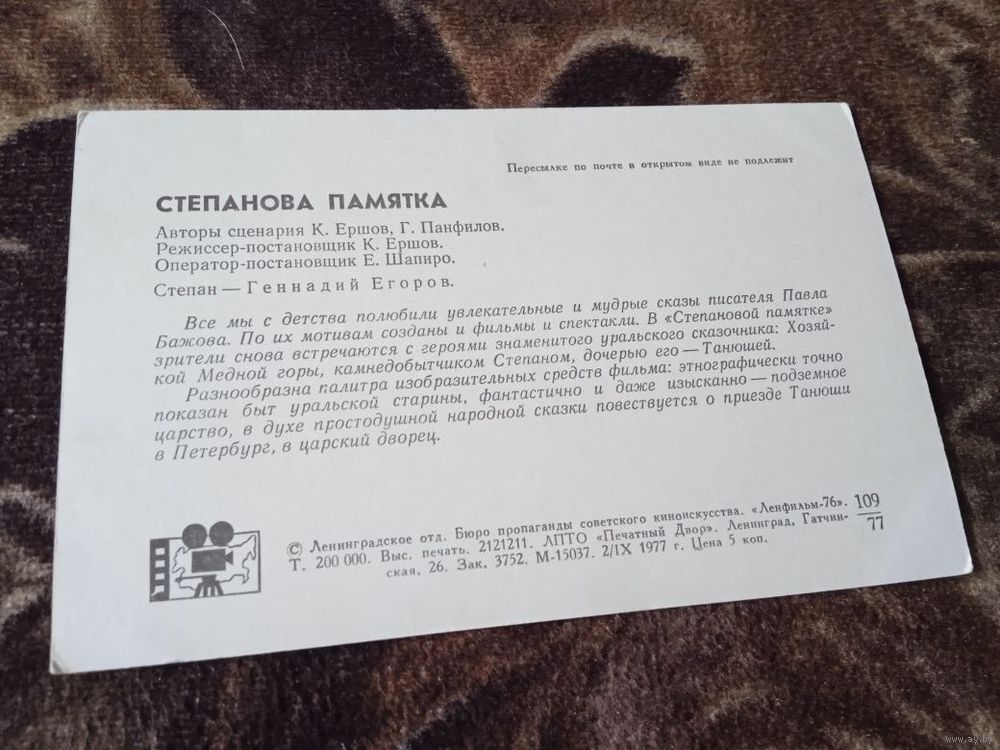 Пересылке по почте в открытом виде не подлежит
СТЕПАНОВА ПАМЯТКА
Авторы сценария К. Ершов, Г. Панфилов.
Режиссер-постановщик К. Ершов.
Оператор-постановщик Е. Шапиро.
Степан — Геннадий Егоров.
Все мы с детства полюбили увлекательные и мудрые сказы писателя Павла
Бажова. По их мотивам созданы и фильмы и спектакли. В «Степановой памятке»
зрители снова встречаются с героями знаменитого уральского сказочника: Хозяй-
кой Медной горы, камнедобытчиком Степаном, дочерью его — Танюшей.
Разнообразна палитра изобразительных средств фильма: этнографически точно
показан быт уральской старины, фантастично и даже изысканно — подземное
царство, в духе простодушной народной сказки повествуется о приезде Танюши
в Петербург, в царский дворец.
© Ленинградское отд. Бюро пропаганды советского киноискусства. «Ленфильм-76». 109
Т. 200 000. Выс. печать. 2121211. ЛПТО «Печатный Двор». Ленинград, Гатчин- 77
ская, 26. Зак. 3752. М-15037. 2/IX 1977 г. Цена 5 коп.
www.ay.by